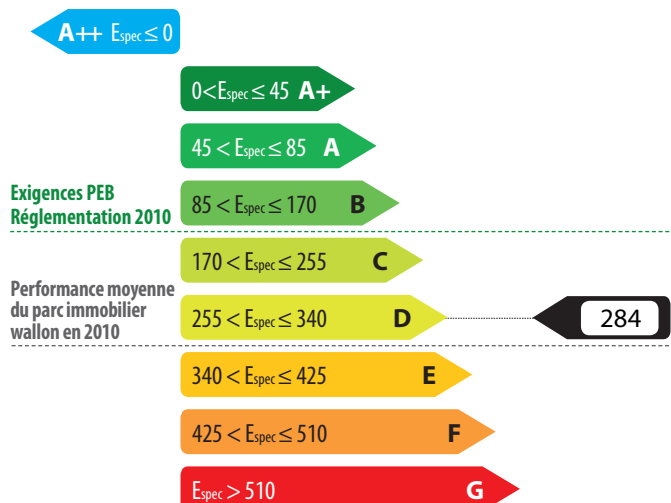 A++ Espec ≤ 0
0<Espec ≤ 45 A+
45 < Espec ≤ 85 A
Exigences PEB
Réglementation 2010
85 < Espec ≤ 170 B
170 < Espec ≤ 255 C
Performance moyenne
du parc immobilier
wallon en 2010
255 < Espec ≤ 340 D
284
340 < Espec ≤ 425 E
425 < Espec ≤ 510 F
Espec > 510 G